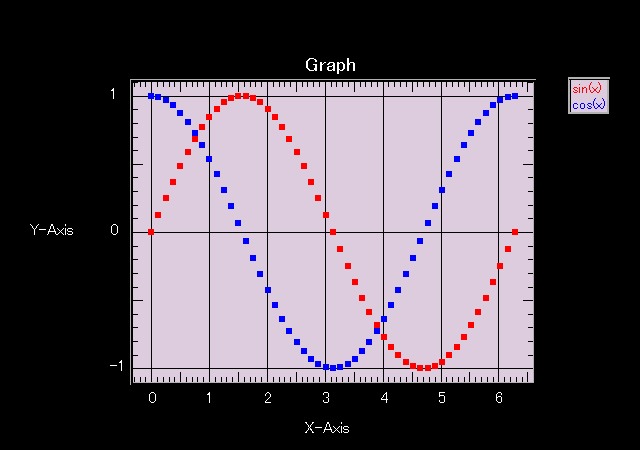 Graph
sin(x)
cos(x)
1
Y-Axis
0
-1
0 1 2 3 4 5 6
X-Axis